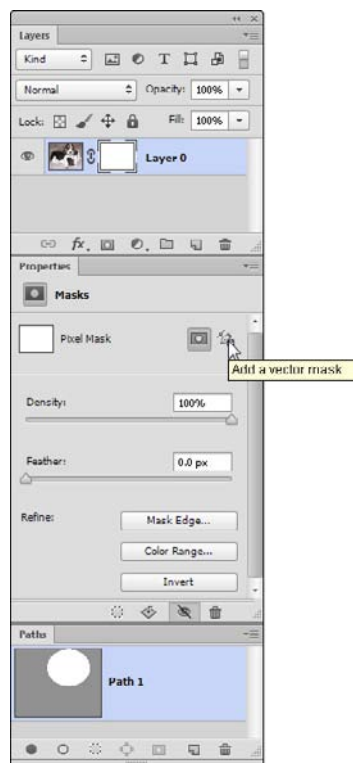 Layers
Kind
Normal Opacity: 100%
Lock: Fill: 100%
Layer 0
fx.
Properties
Masks
Pixel Mask
Add a vector mask
Density: 100%
Feather: 0.0 px
Refine: Mask Edge...
Color Range...
Invert
Paths
Path 1